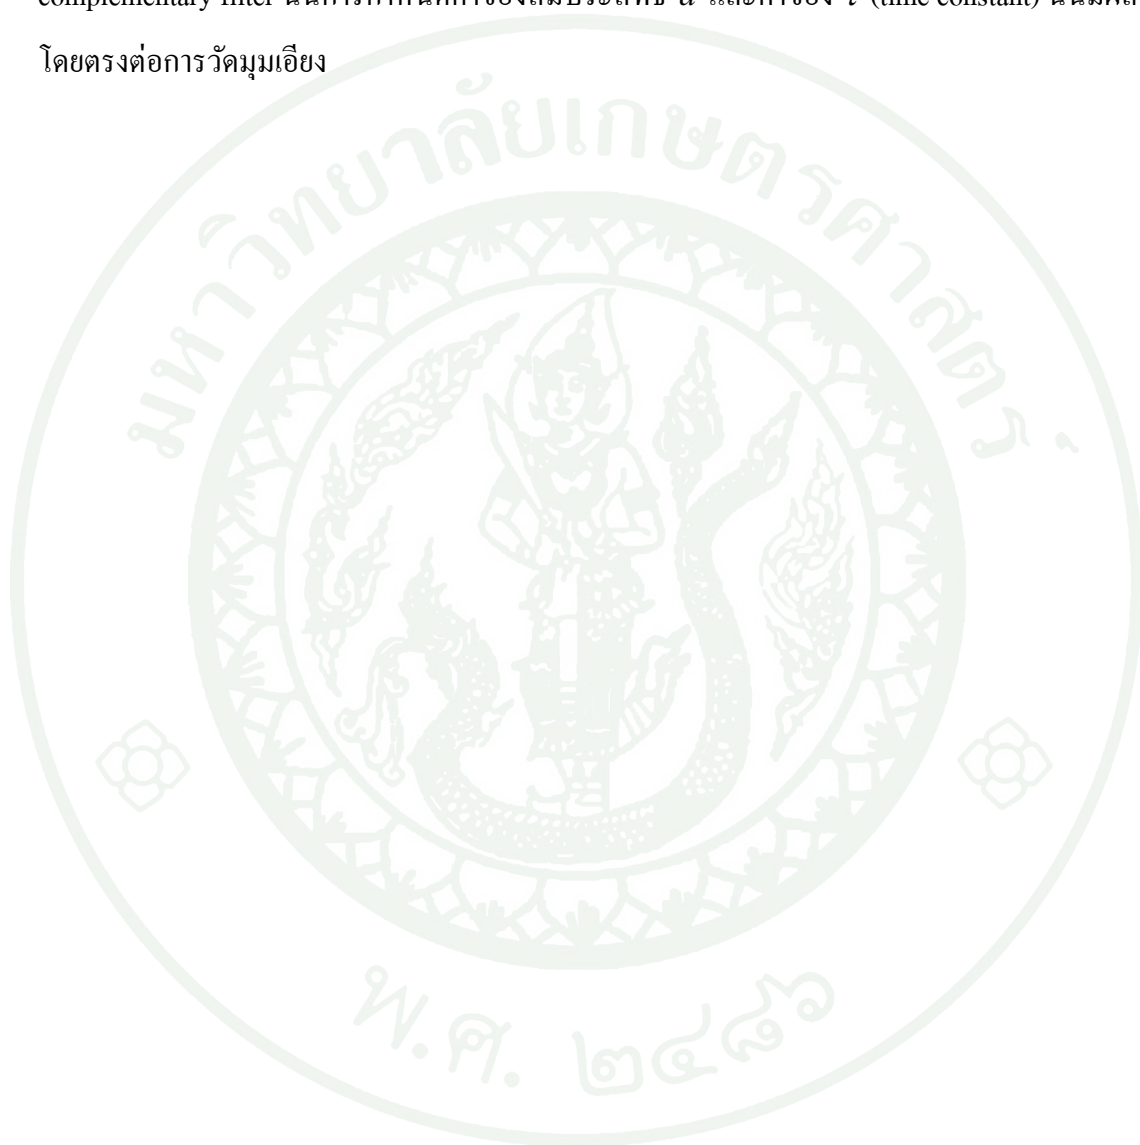 complementary filter นั้นการกำหนดค่าของสัมประสิทธิ์ a และค่าของ τ (time constant) นั้นมีผล
โดยตรงต่อการวัดมุมเอียง
มหาวิทยาลัยเกษตรศาสตร์
พ.ศ. ๒๔๘๖